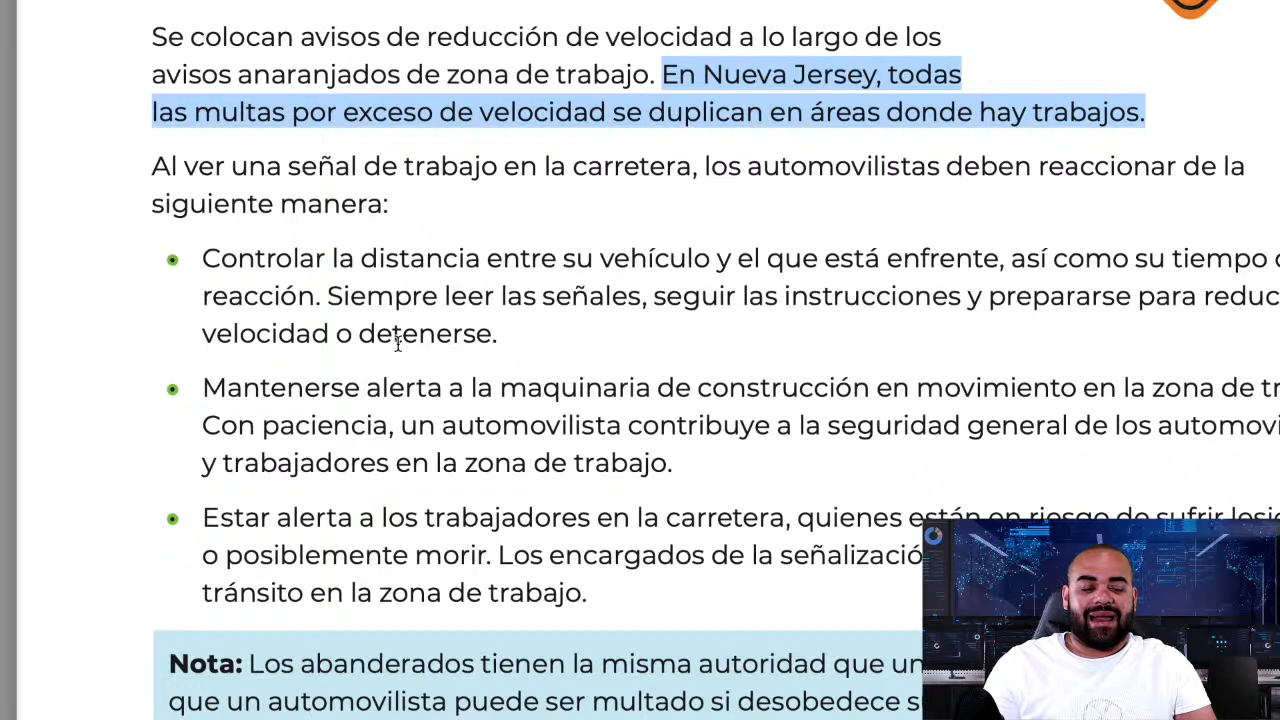 Se colocan avisos de reducción de velocidad a lo largo de los
avisos anaranjados de zona de trabajo. En Nueva Jersey, todas
las multas por exceso de velocidad se duplican en áreas donde hay trabajos.
Al ver una señal de trabajo en la carretera, los automovilistas deben reaccionar de la
siguiente manera:
Controlar la distancia entre su vehículo y el que está enfrente, así como su tiempo
reacción. Siempre leer las señales, seguir las instrucciones y prepararse para
velocidad o detenerse.
Mantenerse alerta a la maquinaria de construcción en movimiento en la zona de
Con paciencia, un automovilista contribuye a la seguridad general de los
y trabajadores en la zona de trabajo.
Estar alerta a los trabajadores en la carretera, quienes están en riesgo de sufrir
o posiblemente morir. Los encargados de la
tránsito en la zona de trabajo.
Nota: Los abanderados tienen la misma autoridad que
que un automovilista puede ser multado si desobedece